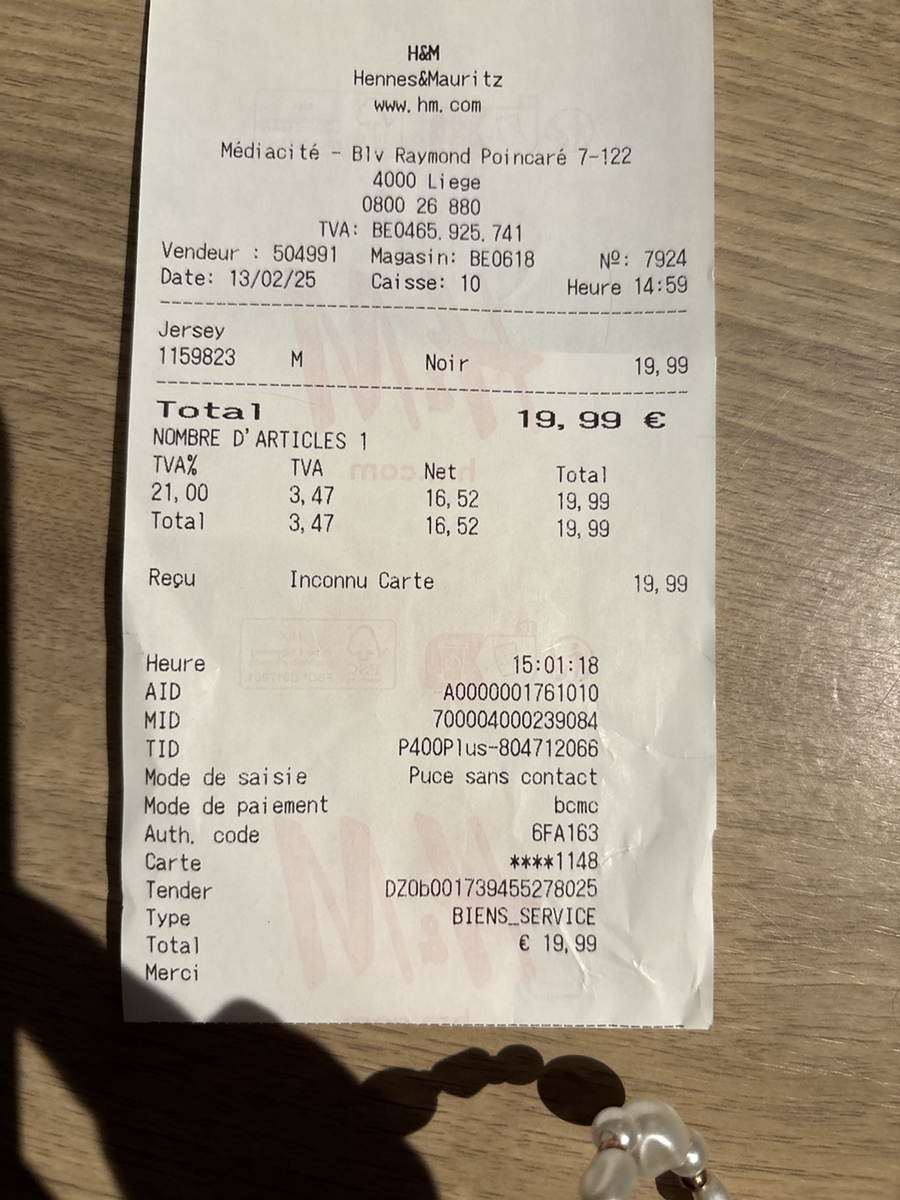 H&M
Hennes&Mauritz
www.hm.com
Médiacité - Blv Raymond Poincaré 7-122
4000 Liege
0800 26 880
TVA: BE0465.925.741
Vendeur : 504991 Magasin: BE0618 Nº: 7924
Date: 13/02/25 Caisse: 10 Heure 14:59
Jersey
1159823 M Noir 19,99
Total 19,99 €
NOMBRE D'ARTICLES 1
TVA% TVA Net Total
21,00 3,47 16,52 19,99
Total 3,47 16,52 19,99
Reçu Inconnu Carte 19,99
Heure 15:01:18
AID A0000001761010
MID 700004000239084
TID P400Plus-804712066
Mode de saisie Puce sans contact
Mode de paiement bcmc
Auth. code 6FA163
Carte ****1148
Tender DZ0b001739455278025
Type BIENS_SERVICE
Total € 19,99
Merci